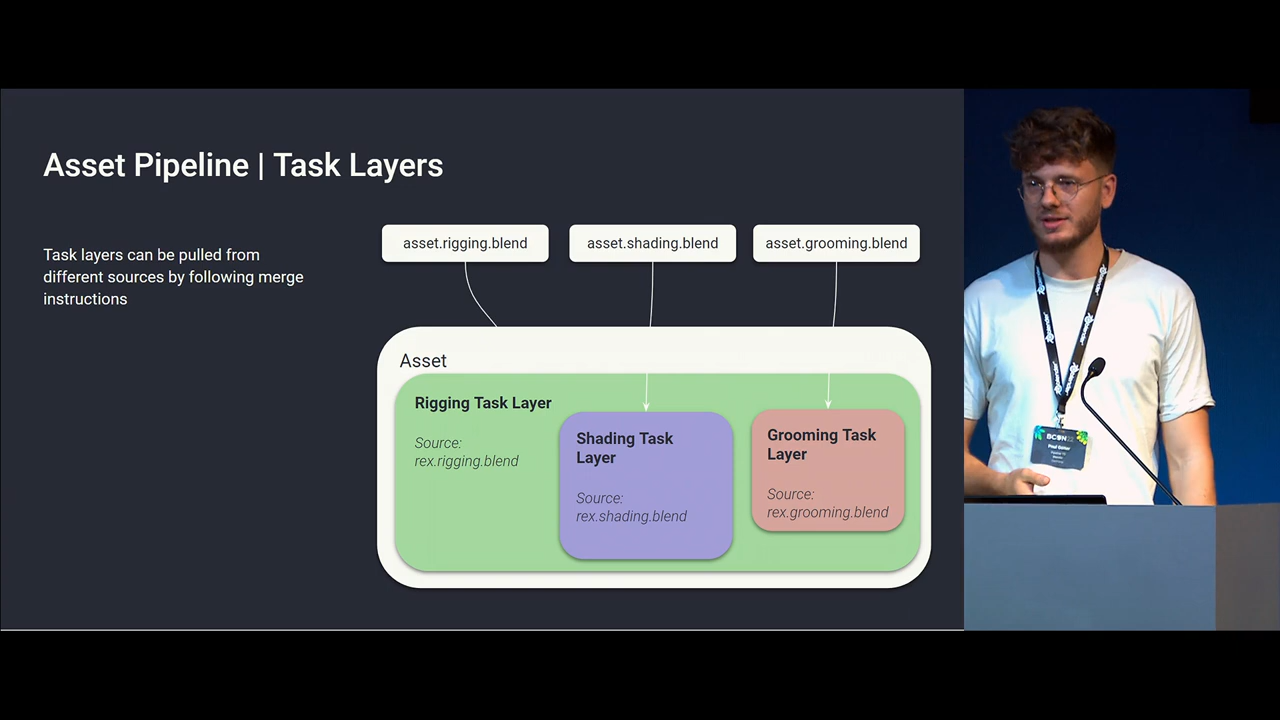 Asset Pipeline | Task Layers
Task layers can be pulled from
different sources by following merge
instructions
asset.rigging.blend
asset.shading.blend
asset.grooming.blend
Asset
Rigging Task Layer
Source:
rex.rigging.blend
Shading Task
Layer
Source:
rex.shading.blend
Grooming Task
Layer
Source:
rex.grooming.blend
BCON22